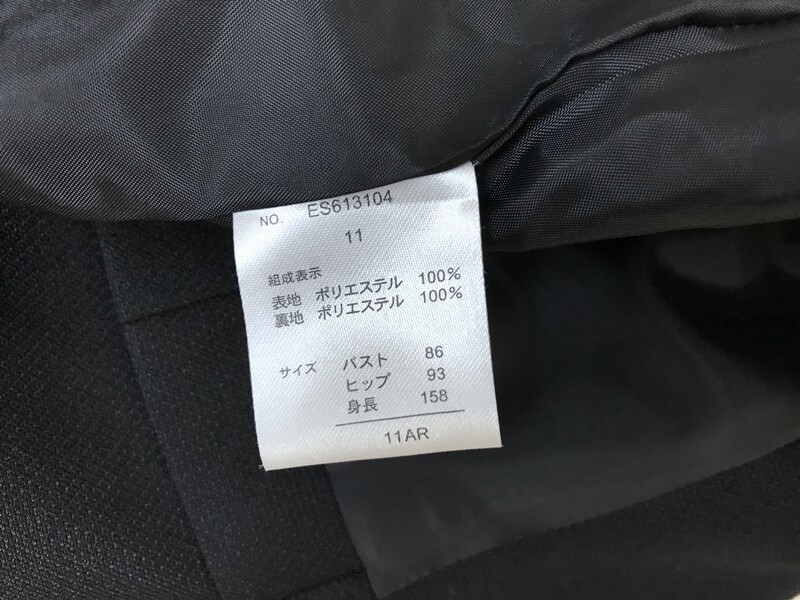 NO. ES613104
11
組成表示
表地 ポリエステル 100%
裏地 ポリエステル 100%
サイズ バスト 86
ヒップ 93
身長 158
11AR